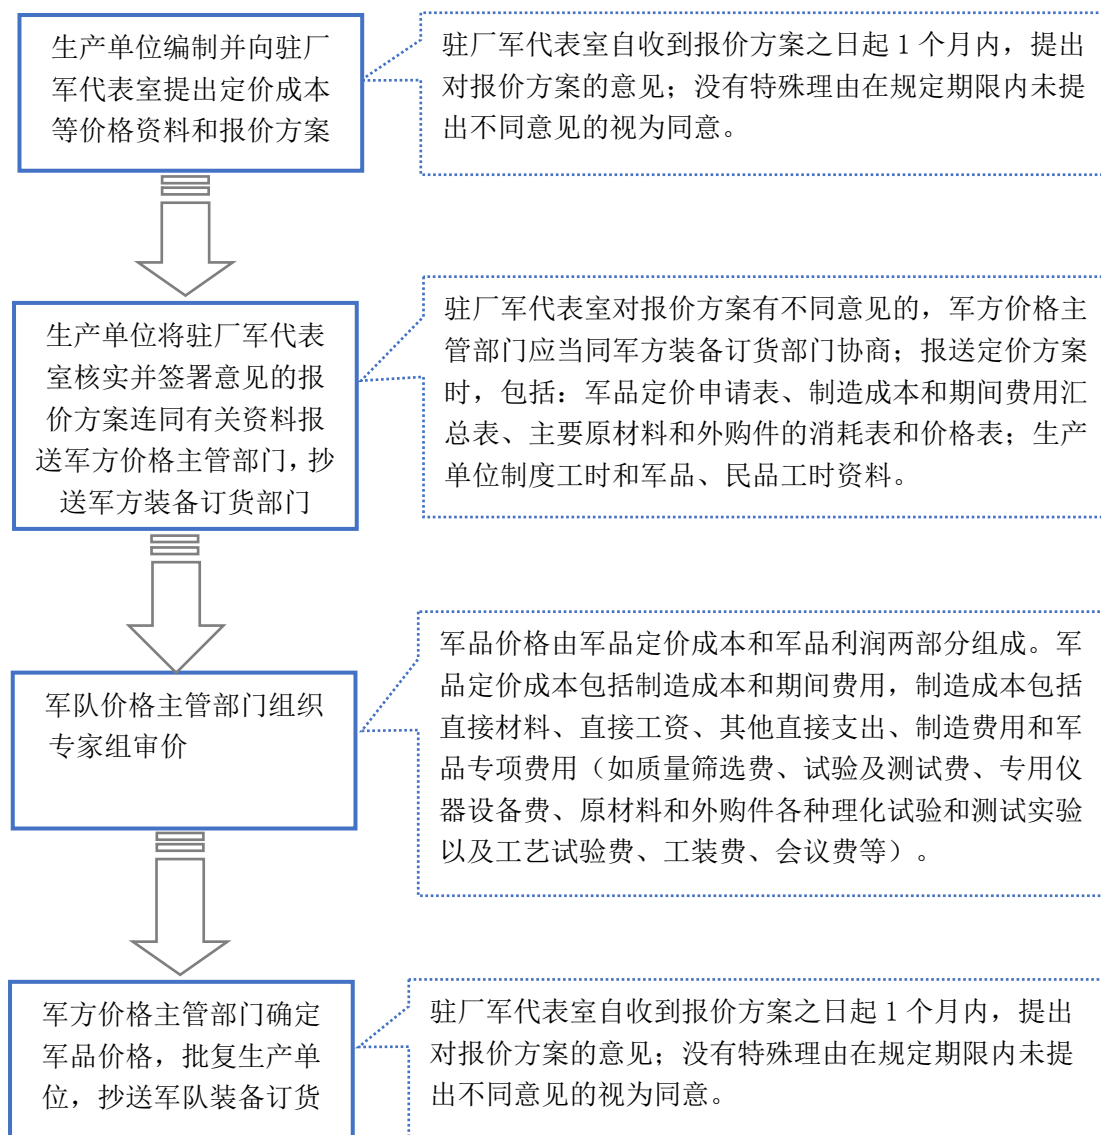 生产单位编制并向驻厂
军代表室提出定价成本
等价格资料和报价方案
驻厂军代表室自收到报价方案之日起 1 个月内，提出
对报价方案的意见；没有特殊理由在规定期限内未提
出不同意见的视为同意。
生产单位将驻厂军代表
室核实并签署意见的报
价方案连同有关资料报
送军方价格主管部门，抄
送军方装备订货部门
驻厂军代表室对报价方案有不同意见的，军方价格主
管部门应当同军方装备订货部门协商；报送定价方案
时，包括：军品定价申请表、制造成本和期间费用汇
总表、主要原材料和外购件的消耗表和价格表；生产
单位制度工时和军品、民品工时资料。
军队价格主管部门组织
专家组审价
军品价格由军品定价成本和军品利润两部分组成。军
品定价成本包括制造成本和期间费用，制造成本包括
直接材料、直接工资、其他直接支出、制造费用和军
品专项费用（如质量筛选费、试验及测试费、专用仪
器设备费、原材料和外购件各种理化试验和测试实验
以及工艺试验费、工装费、会议费等）。
军方价格主管部门确定
军品价格，批复生产单
位，抄送军队装备订货
驻厂军代表室自收到报价方案之日起 1 个月内，提出
对报价方案的意见；没有特殊理由在规定期限内未提
出不同意见的视为同意。